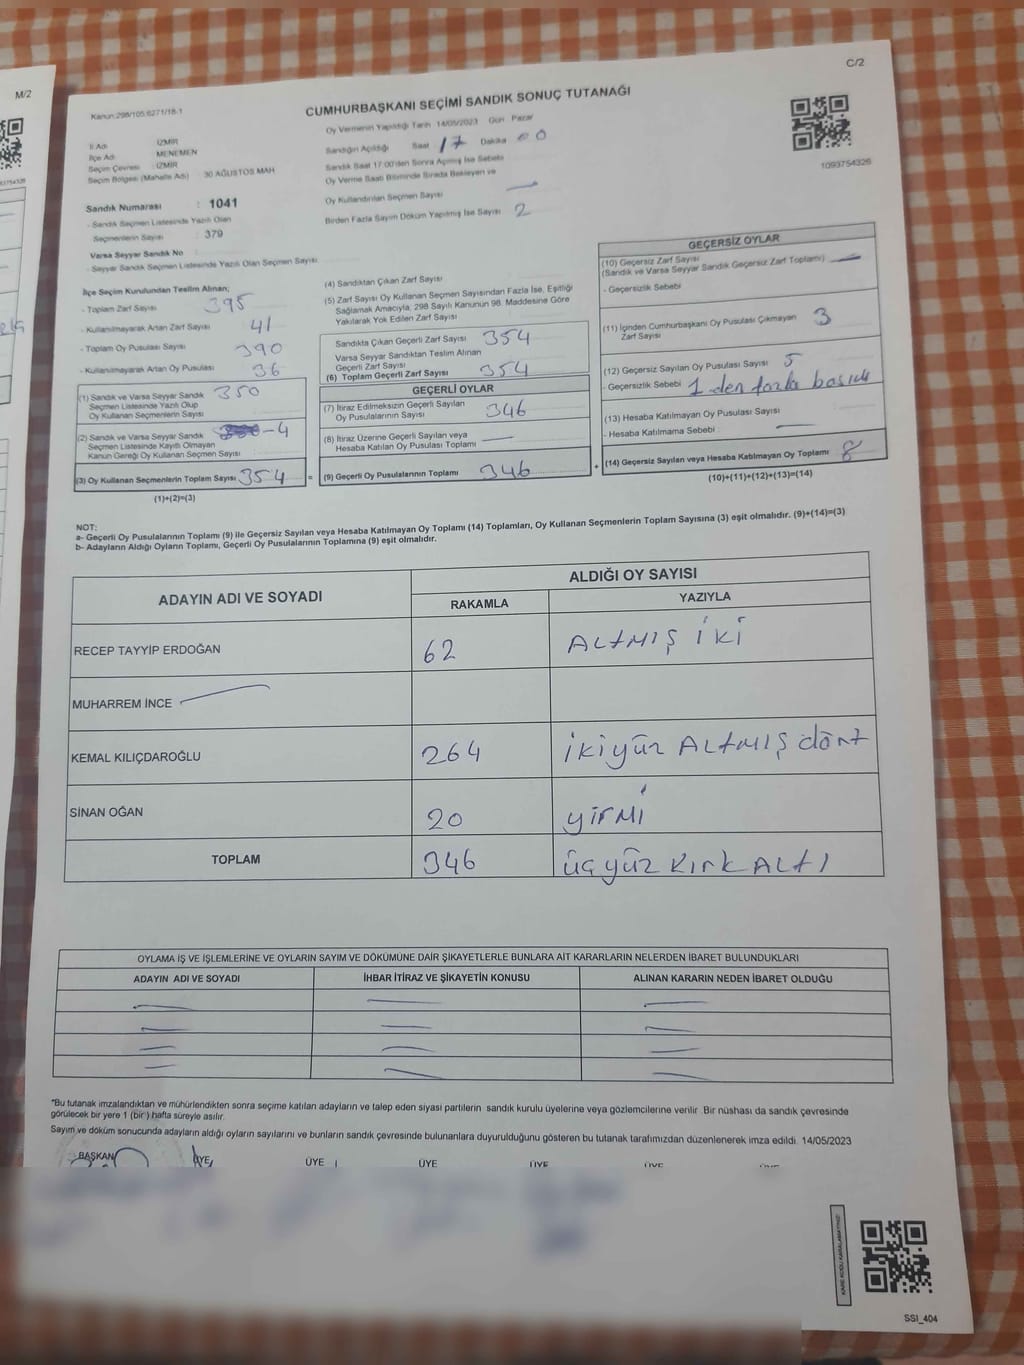 M/2
C/2
Kanun:298/105,6271/18-1
CUMHURBAŞKANI SEÇİMİ SANDIK SONUÇ TUTANAĞI
Oy Vermenin Yapıldığı Tarih 14/05/2023 Gün Pazar
İl Adı İZMİR
İlçe Adı MENEMEN
Seçim Çevresi İZMİR
Seçim Bölgesi (Mahalle Adı) 30 AĞUSTOS MAH
Sandığın Açıldığı Saat 17 Dakika 00
Sandık Saat 17:00'den Sonra Açılmış İse Sebebi
Oy Verme Saati Bitiminde Sırada Bekleyen ve
Oy Kullandırılan Seçmen Sayısı
Birden Fazla Sayım Döküm Yapılmış İse Sayısı 2
1093754326
Sandık Numarası : 1041
- Sandık Seçmen Listesinde Yazılı Olan
Seçmenlerin Sayısı : 379
Varsa Seyyar Sandık No
- Seyyar Sandık Seçmen Listesinde Yazılı Olan Seçmen Sayısı
İlçe Seçim Kurulundan Teslim Alınan;
- Toplam Zarf Sayısı 395
- Kullanılmayarak Artan Zarf Sayısı 41
- Toplam Oy Pusulası Sayısı 390
- Kullanılmayarak Artan Oy Pusulası 36
(1) Sandık ve Varsa Seyyar Sandık
Seçmen Listesinde Yazılı Olup
Oy Kullanan Seçmenlerin Sayısı 350
(2) Sandık ve Varsa Seyyar Sandık
Seçmen Listesinde Kayıtlı Olmayan
Kanun Gereği Oy Kullanan Seçmen Sayısı -4
(3) Oy Kullanan Seçmenlerin Toplam Sayısı 354 =
(1)+(2)=(3)
(4) Sandıktan Çıkan Zarf Sayısı
(5) Zarf Sayısı Oy Kullanan Seçmen Sayısından Fazla İse, Eşitliği
Sağlamak Amacıyla; 298 Sayılı Kanunun 98. Maddesine Göre
Yakılarak Yok Edilen Zarf Sayısı
Sandıkta Çıkan Geçerli Zarf Sayısı 354
Varsa Seyyar Sandıktan Teslim Alınan
Geçerli Zarf Sayısı
(6) Toplam Geçerli Zarf Sayısı 354
GEÇERLİ OYLAR
(7) İtiraz Edilmeksizin Geçerli Sayılan
Oy Pusulalarının Sayısı 346
(8) İtiraz Üzerine Geçerli Sayılan veya
Hesaba Katılan Oy Pusulası Toplamı
(9) Geçerli Oy Pusulalarının Toplamı 346 +
GEÇERSİZ OYLAR
(10) Geçersiz Zarf Sayısı
(Sandık ve Varsa Seyyar Sandık Geçersiz Zarf Toplamı)
- Geçersizlik Sebebi
(11) İçinden Cumhurbaşkanı Oy Pusulası Çıkmayan
Zarf Sayısı 3
(12) Geçersiz Sayılan Oy Pusulası Sayısı 5
- Geçersizlik Sebebi 1 den fazla basıldı
(13) Hesaba Katılmayan Oy Pusulası Sayısı
- Hesaba Katılmama Sebebi :
(14) Geçersiz Sayılan veya Hesaba Katılmayan Oy Toplamı 8
(10)+(11)+(12)+(13)=(14)
NOT:
a- Geçerli Oy Pusulalarının Toplamı (9) ile Geçersiz Sayılan veya Hesaba Katılmayan Oy Toplamı (14) Toplamları, Oy Kullanan Seçmenlerin Toplam Sayısına (3) eşit olmalıdır. (9)+(14)=(3)
b- Adayların Aldığı Oyların Toplamı, Geçerli Oy Pusulalarının Toplamına (9) eşit olmalıdır.
ADAYIN ADI VE SOYADI
ALDIĞI OY SAYISI
RAKAMLA YAZIYLA
RECEP TAYYİP ERDOĞAN 62 ALTMIŞ İKİ
MUHARREM İNCE
KEMAL KILIÇDAROĞLU 264 İKİYÜZ ALTMIŞ dört
SİNAN OĞAN 20 YİRMİ
TOPLAM 346 ÜÇYÜZ KIRK ALTI
OYLAMA İŞ VE İŞLEMLERİNE VE OYLARIN SAYIM VE DÖKÜMÜNE DAİR ŞİKAYETLERLE BUNLARA AİT KARARLARIN NELERDEN İBARET BULUNDUKLARI
ADAYIN ADI VE SOYADI İHBAR İTİRAZ VE ŞİKAYETİN KONUSU ALINAN KARARIN NEDEN İBARET OLDUĞU
*Bu tutanak imzalandıktan ve mühürlendikten sonra seçime katılan adayların ve talep eden siyasi partilerin sandık kurulu üyelerine veya gözlemcilerine verilir. Bir nüshası da sandık çevresinde
görülecek bir yere 1 (bir) hafta süreyle asılır.
Sayım ve döküm sonucunda adayların aldığı oyların sayılarını ve bunların sandık çevresinde bulunanlara duyurulduğunu gösteren bu tutanak tarafımızdan düzenlenerek imza edildi. 14/05/2023
BAŞKAN ÜYE ÜYE ÜYE ÜYE ÜYE
SSI_404